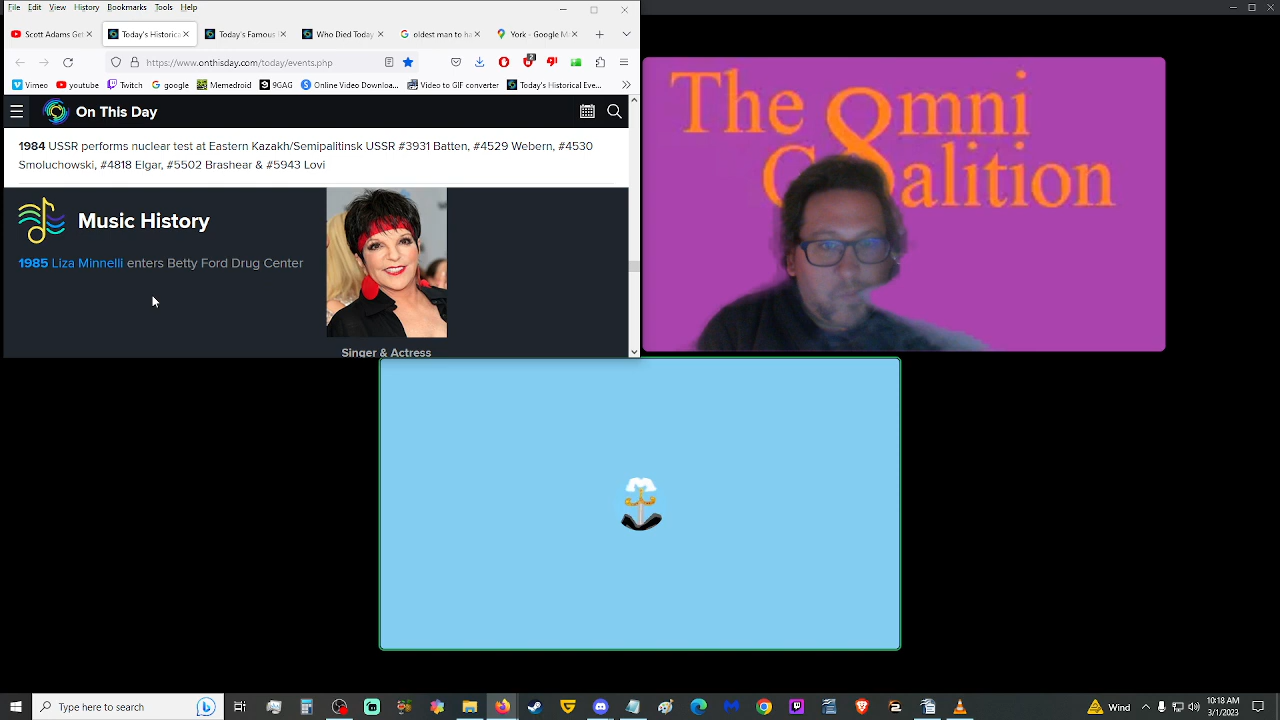 File Edit View History Bookmarks Tools Help
Scott Adams Get
Today's Historica
Today's Famous
Who Died Today
oldest man to ha
York - Google M
https://www.onthisday.com/today/events.php
Vimeo youtube Twitch google Memedroid 9GAG Online Video Downloa... Video to GIF converter Today's Historical Eve...
On This Day
1984 USSR performs nuclear test at Eastern Kazakh/Semipalitinsk USSR #3931 Batten, #4529 Webern, #4530
Smoluchowski, #4818 Elgar, #5502 Brashear & #5943 Lovi
Music History
1985 Liza Minnelli enters Betty Ford Drug Center
Singer & Actress
The Omni
Coalition
Type here to search
Wind
10:18 AM
3/1/2023